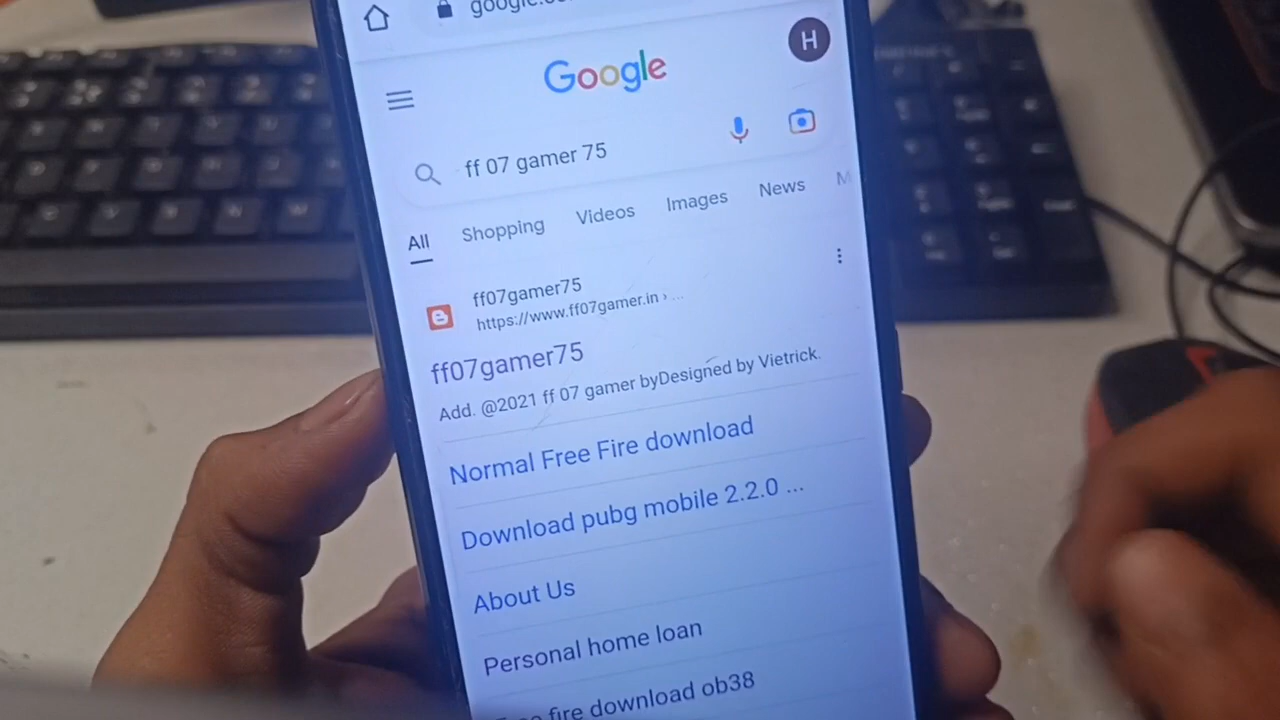 Google
H
ff 07 gamer 75
All Shopping Videos Images News
ff07gamer75
https://www.ff07gamer.in › ...
ff07gamer75
Add. @2021 ff 07 gamer byDesigned by Vietrick.
Normal Free Fire download
Download pubg mobile 2.2.0 ...
About Us
Personal home loan
fire download ob38